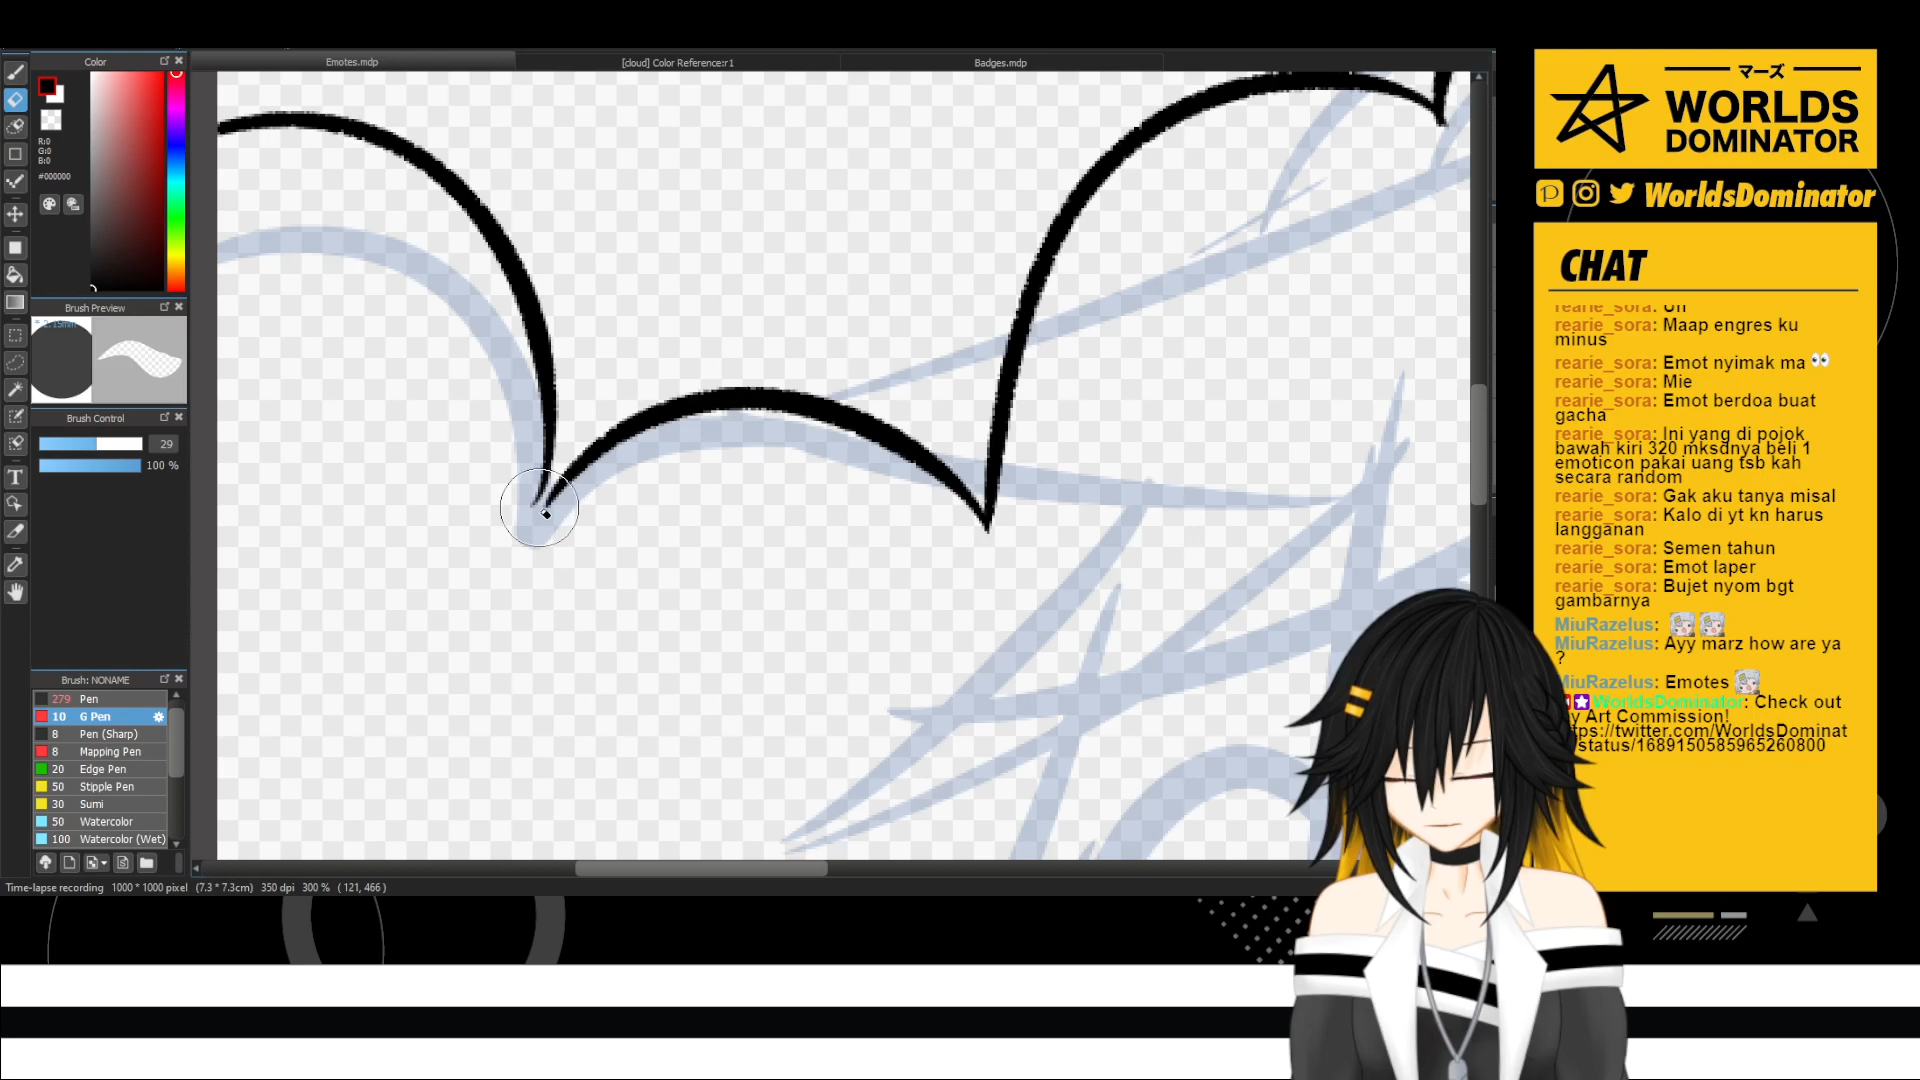 Color
R:0
G:0
B:0
#000000
Brush Preview
* 2.15mm
Brush Control
29
100 %
Brush: NONAME
279 Pen
10 G Pen
8 Pen (Sharp)
8 Mapping Pen
20 Edge Pen
50 Stipple Pen
30 Sumi
50 Watercolor
100 Watercolor (Wet)
Emotes.mdp
[cloud] Color Reference:r1
Badges.mdp
Time-lapse recording 1000 * 1000 pixel (7.3 * 7.3cm) 350 dpi 300 % ( 121, 466 )
マーズ
WORLDS
DOMINATOR
WorldsDominator
CHAT
rearie_sora: Uh
rearie_sora: Maap engres ku
minus
rearie_sora: Emot nyimak ma 👀
rearie_sora: Mie
rearie_sora: Emot berdoa buat
gacha
rearie_sora: Ini yang di pojok
bawah kiri 320 mksdnya beli 1
emoticon pakai uang tsb kah
secara random
rearie_sora: Gak aku tanya misal
rearie_sora: Kalo di yt kn harus
langganan
rearie_sora: Semen tahun
rearie_sora: Emot laper
rearie_sora: Bujet nyom bgt
gambarnya
MiuRazelus:
MiuRazelus: Ayy marz how are ya
?
MiuRazelus: Emotes
WorldsDominator: Check out
y Art Commission!
ttps://twitter.com/WorldsDominat
/status/1689150585965260800